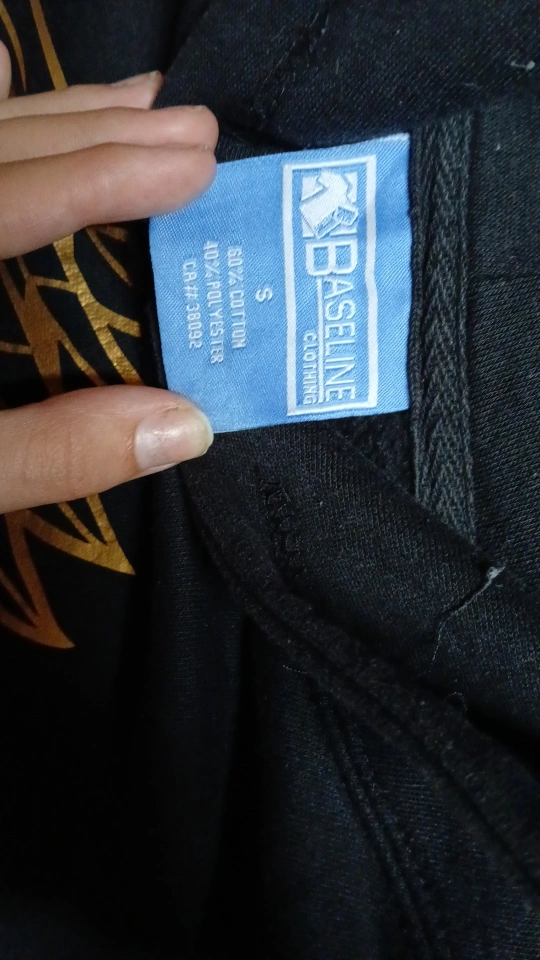 BASELINE
CLOTHING
S
60% COTTON
40% POLYESTER
CA# 38092